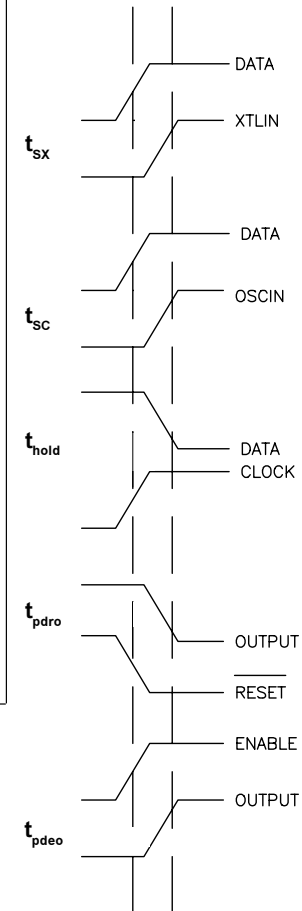 DATA
t_sx
XTLIN
DATA
t_sc
OSCIN
t_hold
DATA
CLOCK
t_pdro
OUTPUT
RESET
ENABLE
t_pdeo
OUTPUT